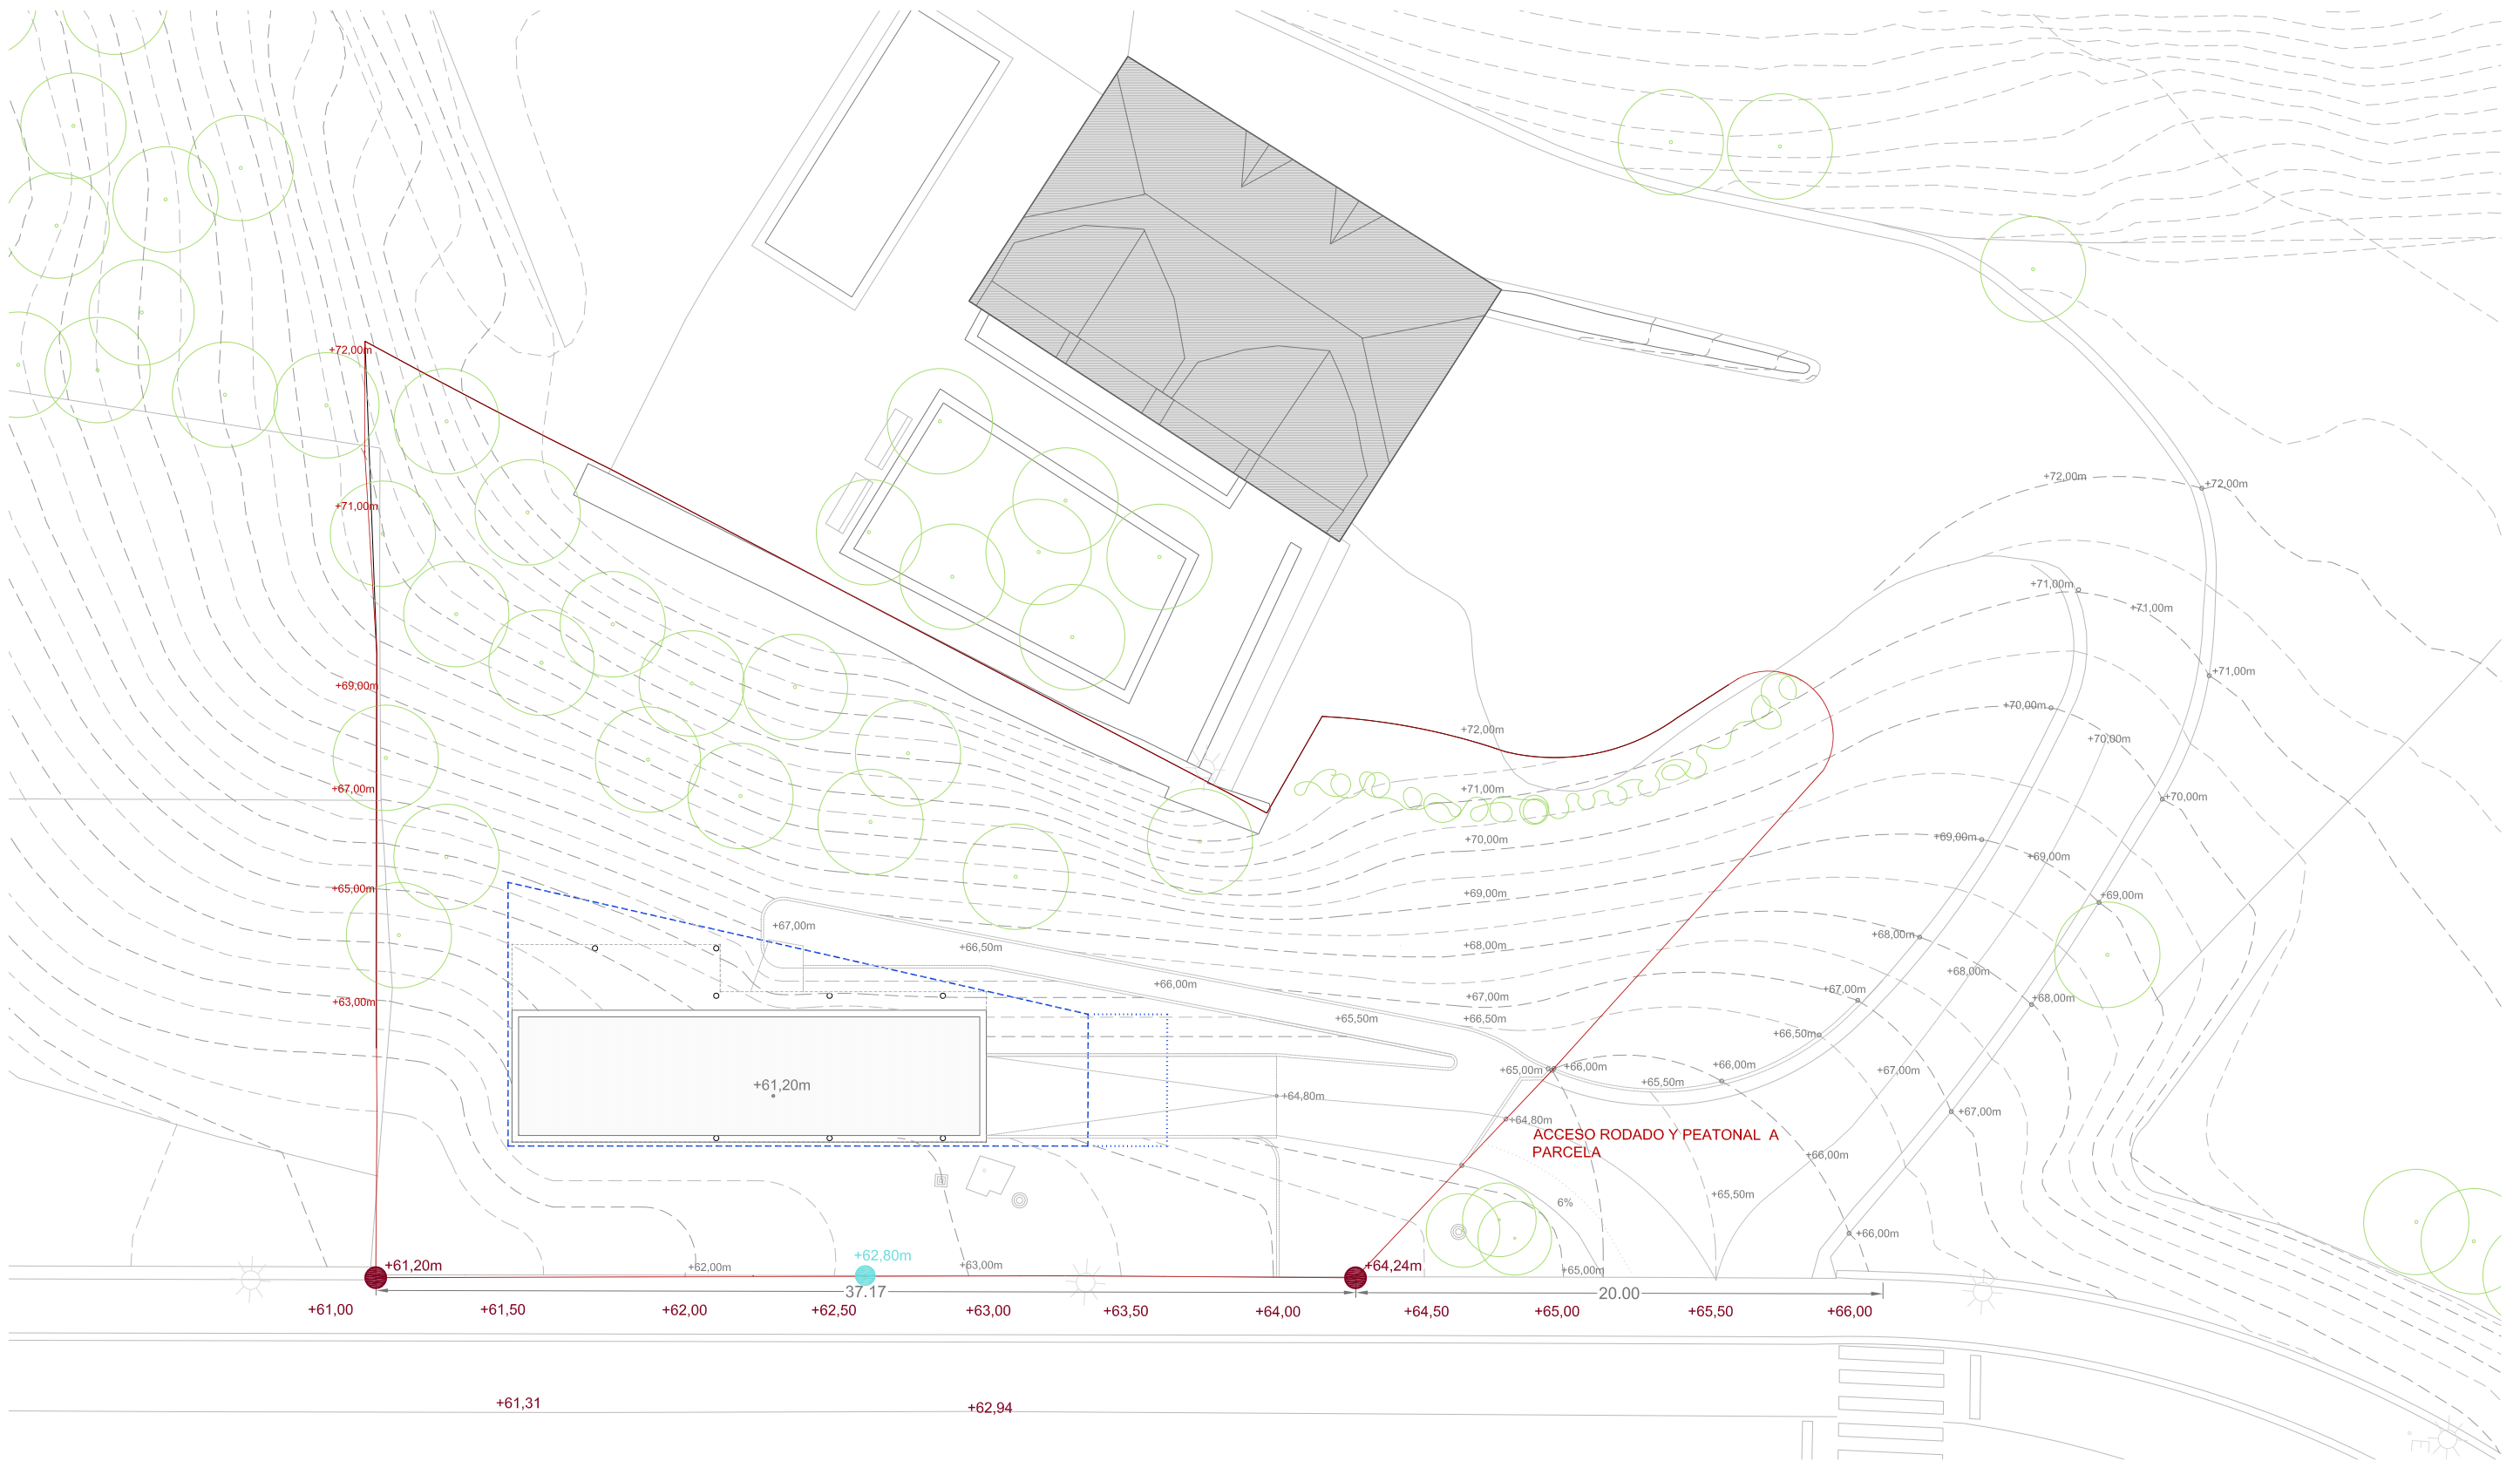 +72,00m
+72,00m
+72,00m
+71,00m
+71,00m
+71,00m
+71,00m
+69,00m
+70,00m
+72,00m
+70,00m
+67,00m
+71,00m
+70,00m
+70,00m
+69,00m
+69,00m
+65,00m
+69,00m
+69,00m
+67,00m
+68,00m
+66,50m
+68,00m
+68,00m
+66,00m
+67,00m
+67,00m
+68,00m
+63,00m
+65,50m
+66,50m
+66,50m
+65,00m
+66,00m
+66,00m
+67,00m
+61,20m
+65,50m
+64,80m
+64,80m
+67,00m
ACCESO RODADO Y PEATONAL A
PARCELA
+66,00m
+65,50m
6%
+66,00m
+62,80m
+61,20m
+62,00m
+63,00m
+64,24m
+65,00m
37.17
20.00
+61,00
+61,50
+62,00
+62,50
+63,00
+63,50
+64,00
+64,50
+65,00
+65,50
+66,00
+61,31
+62,94